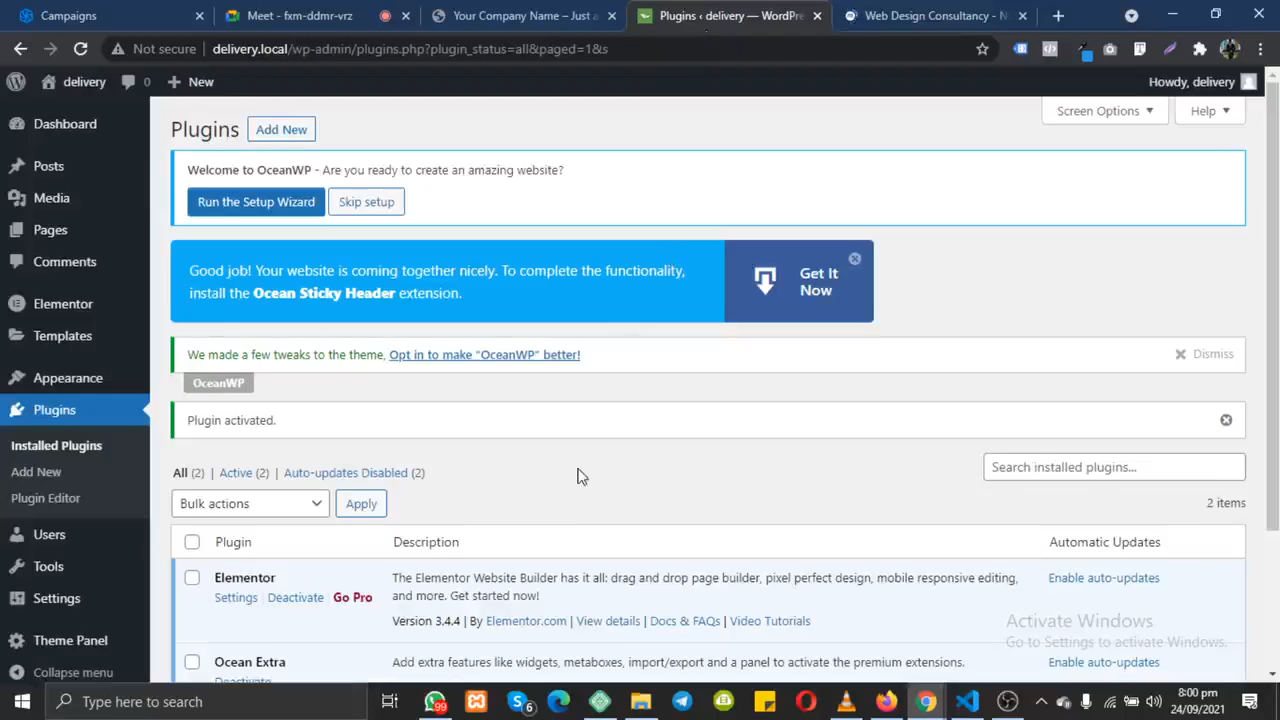 Campaigns
Meet - fxm-ddmr-vrz
Your Company Name – Just a
Plugins ‹ delivery — WordPre
Web Design Consultancy - N
Not secure
delivery.local/wp-admin/plugins.php?plugin_status=all&paged=1&s
delivery
0
New
Howdy, delivery
Dashboard
Posts
Media
Pages
Comments
Elementor
Templates
Appearance
Plugins
Installed Plugins
Add New
Plugin Editor
Users
Tools
Settings
Theme Panel
Collapse menu
Screen Options
Help
Plugins
Add New
Welcome to OceanWP - Are you ready to create an amazing website?
Run the Setup Wizard
Skip setup
Good job! Your website is coming together nicely. To complete the functionality,
install the Ocean Sticky Header extension.
Get It
Now
We made a few tweaks to the theme, Opt in to make "OceanWP" better!
Dismiss
OceanWP
Plugin activated.
All (2) | Active (2) | Auto-updates Disabled (2)
Search installed plugins...
Bulk actions
Apply
2 items
Plugin
Description
Automatic Updates
Elementor
Settings | Deactivate | Go Pro
The Elementor Website Builder has it all: drag and drop page builder, pixel perfect design, mobile responsive editing,
and more. Get started now!
Version 3.4.4 | By Elementor.com | View details | Docs & FAQs | Video Tutorials
Enable auto-updates
Ocean Extra
Deactivate
Add extra features like widgets, metaboxes, import/export and a panel to activate the premium extensions.
Enable auto-updates
Activate Windows
Go to Settings to activate Windows.
Type here to search
99
6
8:00 pm
24/09/2021